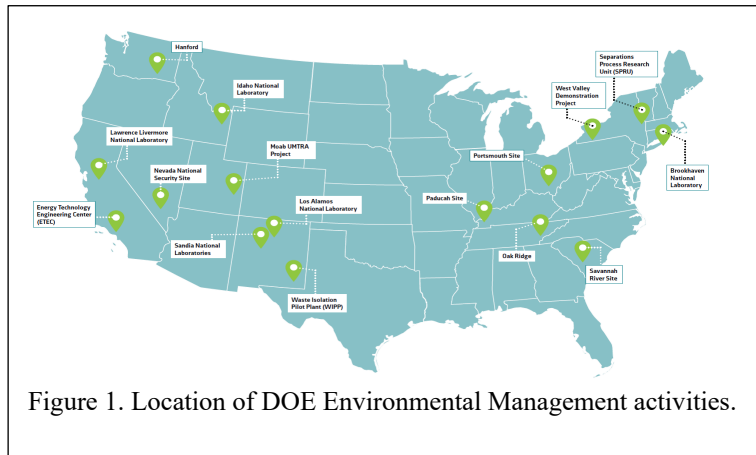 Hanford
Separations
Process Research
Unit (SPRU)
West Valley
Demonstration
Project
Idaho National
Laboratory
Lawrence Livermore
National Laboratory
Moab UMTRA
Project
Portsmouth Site
Nevada National
Security Site
Brookhaven
National
Laboratory
Los Alamos
National Laboratory
Paducah Site
Energy Technology
Engineering Center
(ETEC)
Sandia National
Laboratories
Oak Ridge
Savannah
River Site
Waste Isolation
Pilot Plant (WIPP)
Figure 1. Location of DOE Environmental Management activities.